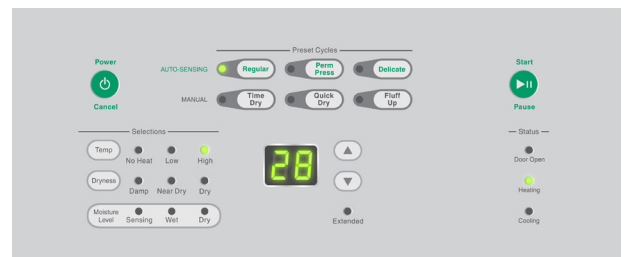 Preset Cycles
Power
Start
AUTO-SENSING
Regular
Perm
Press
Delicate
Cancel
MANUAL
Time
Dry
Quick
Dry
Fluff
Up
Pause
Selections
Status
Temp
No Heat
Low
High
28
Door Open
Dryness
Damp
Near Dry
Dry
Heating
Moisture
Level
Sensing
Wet
Dry
Extended
Cooling